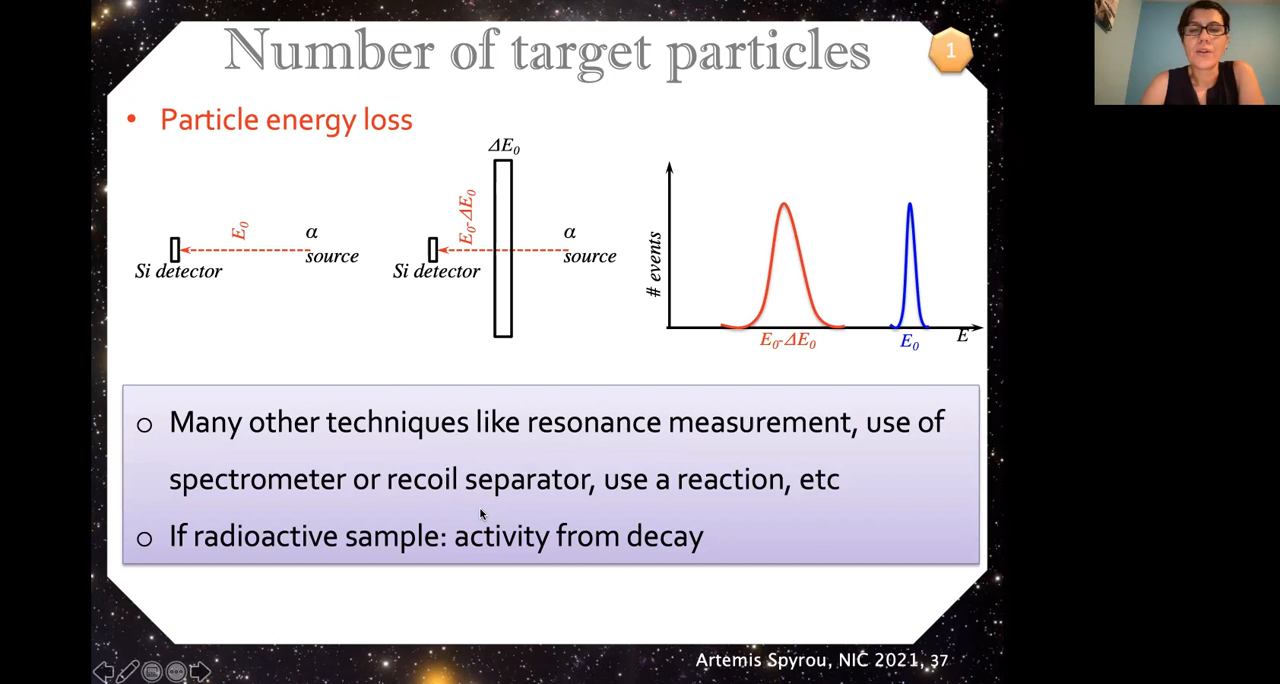 Number of target particles
1
• Particle energy loss
ΔE₀
E₀
α
source
Si detector
E₀-ΔE₀
α
source
Si detector
# events
E₀-ΔE₀
E₀
E
o Many other techniques like resonance measurement, use of
spectrometer or recoil separator, use a reaction, etc
o If radioactive sample: activity from decay
Artemis Spyrou, NIC 2021, 37